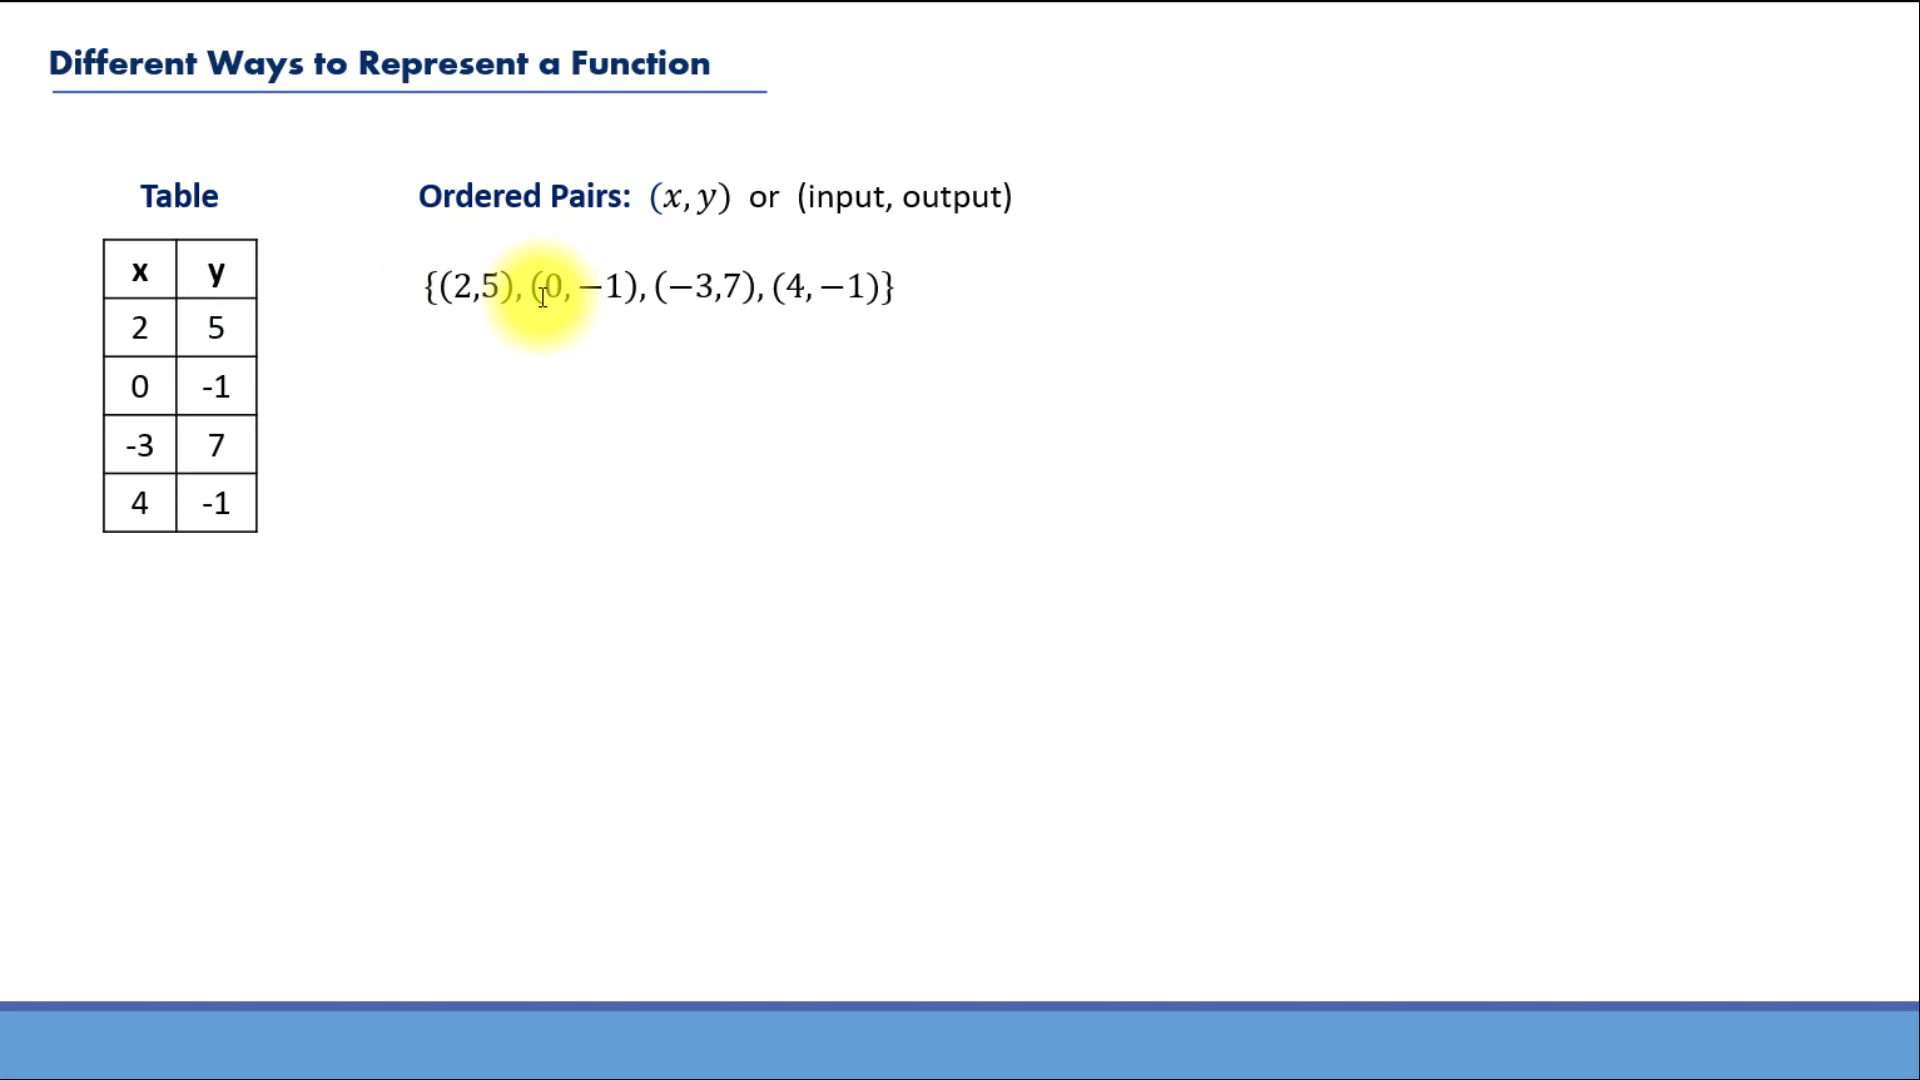 Different Ways to Represent a Function
Table
x y
2 5
0 -1
-3 7
4 -1
Ordered Pairs: (x, y) or (input, output)
{(2,5), (0, −1), (−3,7), (4, −1)}